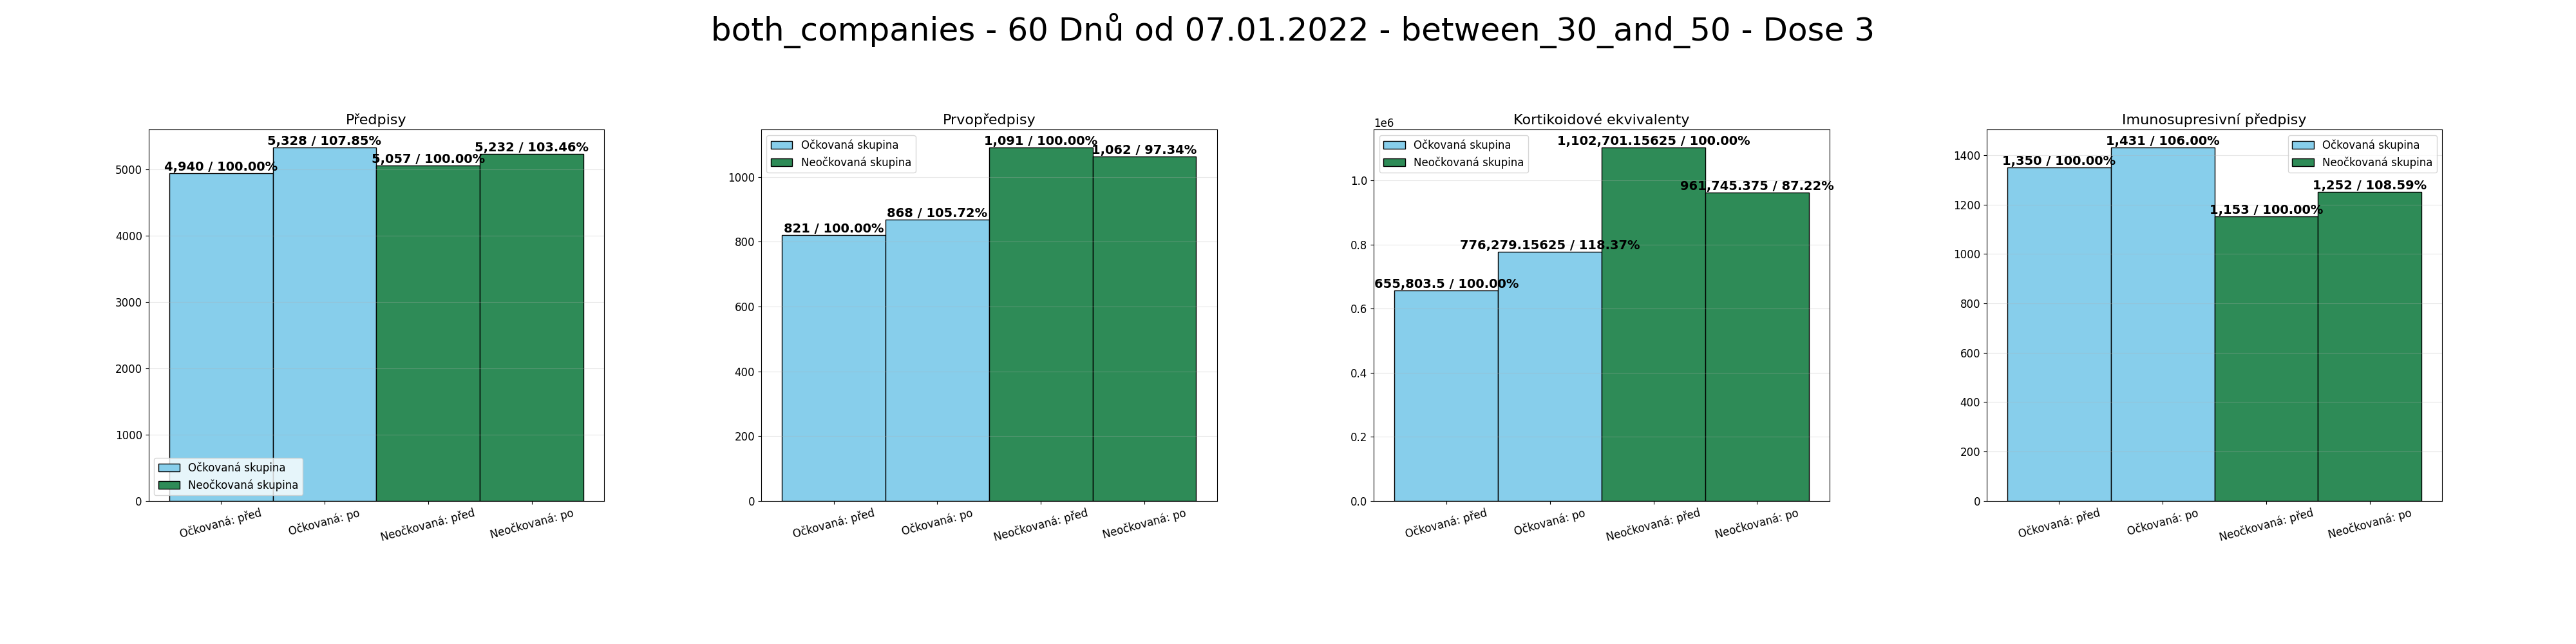 both_companies - 60 Dnů od 07.01.2022 - between_30_and_50 - Dose 3
Předpisy
5,328 / 107.85%
4,940 / 100.00%
5,057 / 100.00%
5,232 / 103.46%
5000
4000
3000
2000
1000
0
Očkovaná skupina
Neočkovaná skupina
Očkovaná: před
Očkovaná: po
Neočkovaná: před
Neočkovaná: po
Prvopředpisy
Očkovaná skupina
Neočkovaná skupina
821 / 100.00%
868 / 105.72%
1,091 / 100.00%
1,062 / 97.34%
1000
800
600
400
200
0
Očkovaná: před
Očkovaná: po
Neočkovaná: před
Neočkovaná: po
Kortikoidové ekvivalenty
1e6
Očkovaná skupina
Neočkovaná skupina
655,803.5 / 100.00%
776,279.15625 / 118.37%
1,102,701.15625 / 100.00%
961,745.375 / 87.22%
1.0
0.8
0.6
0.4
0.2
0.0
Očkovaná: před
Očkovaná: po
Neočkovaná: před
Neočkovaná: po
Imunosupresivní předpisy
Očkovaná skupina
Neočkovaná skupina
1,350 / 100.00%
1,431 / 106.00%
1,153 / 100.00%
1,252 / 108.59%
1400
1200
1000
800
600
400
200
0
Očkovaná: před
Očkovaná: po
Neočkovaná: před
Neočkovaná: po